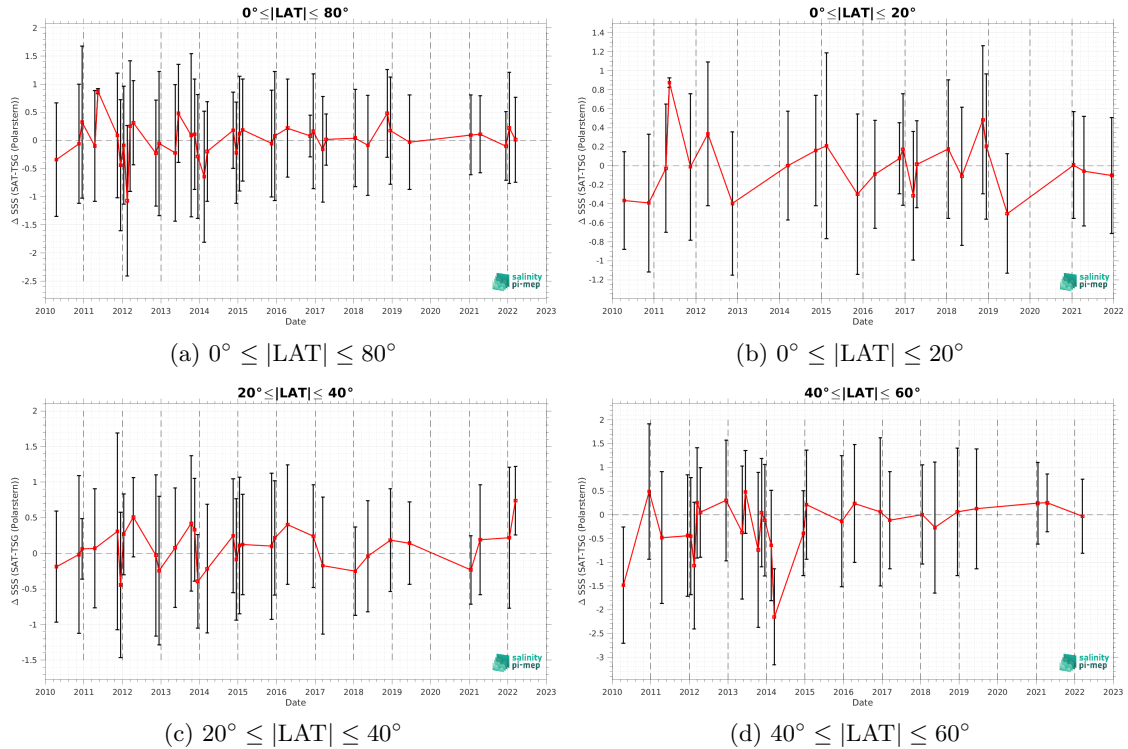 0°≤|LAT|≤ 80°
2
1.5
1
0.5
0
-0.5
-1
-1.5
-2
-2.5
Δ SSS (SAT-TSG (Polarstern))
2010 2011 2012 2013 2014 2015 2016 2017 2018 2019 2020 2021 2022 2023
Date
salinity
pi-mep
(a) 0° ≤ |LAT| ≤ 80°
0°≤|LAT|≤ 20°
1.4
1.2
1
0.8
0.6
0.4
0.2
0
-0.2
-0.4
-0.6
-0.8
-1
-1.2
Δ SSS (SAT-TSG (Polarstern))
2010 2011 2012 2013 2014 2015 2016 2017 2018 2019 2020 2021 2022
Date
salinity
pi-mep
(b) 0° ≤ |LAT| ≤ 20°
20°≤|LAT|≤ 40°
2
1.5
1
0.5
0
-0.5
-1
-1.5
Δ SSS (SAT-TSG (Polarstern))
2010 2011 2012 2013 2014 2015 2016 2017 2018 2019 2020 2021 2022 2023
Date
salinity
pi-mep
(c) 20° ≤ |LAT| ≤ 40°
40°≤|LAT|≤ 60°
2
1.5
1
0.5
0
-0.5
-1
-1.5
-2
-2.5
-3
Δ SSS (SAT-TSG (Polarstern))
2010 2011 2012 2013 2014 2015 2016 2017 2018 2019 2020 2021 2022 2023
Date
salinity
pi-mep
(d) 40° ≤ |LAT| ≤ 60°